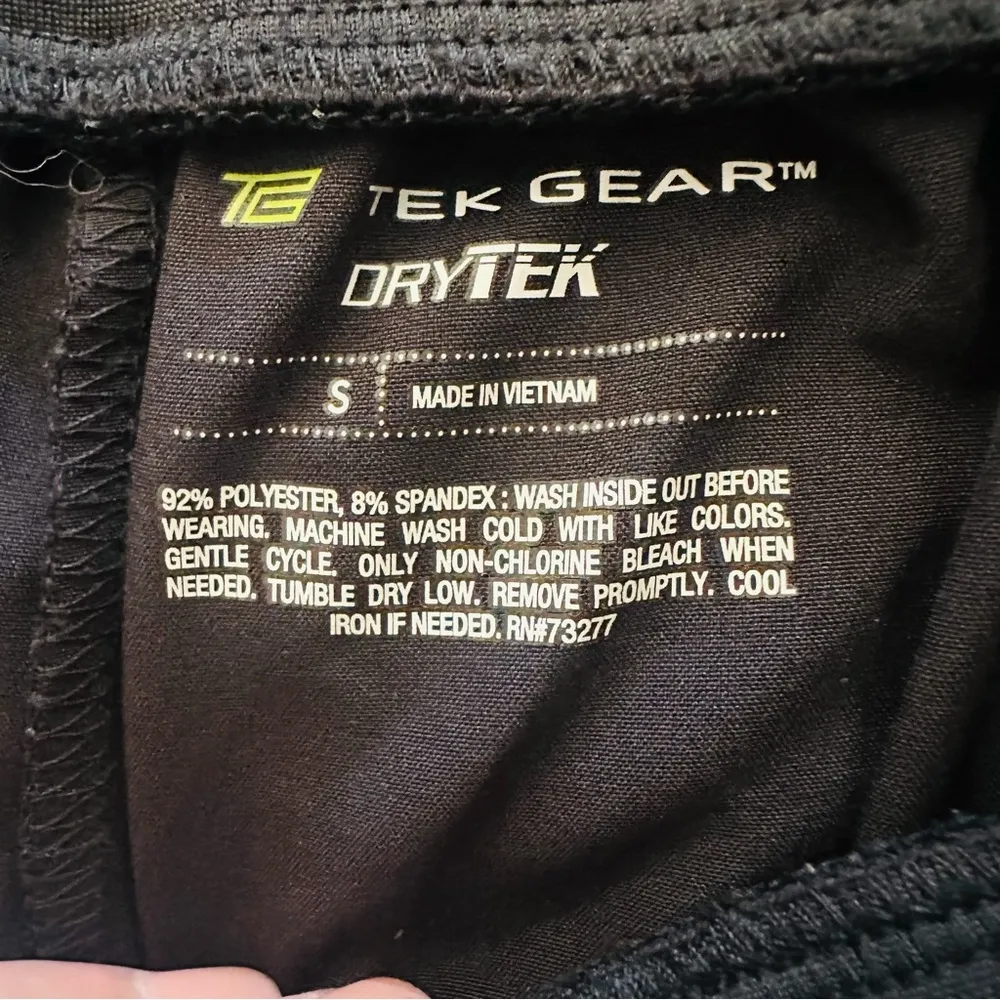 TG TEK GEAR™
DRYTEK
S MADE IN VIETNAM
92% POLYESTER, 8% SPANDEX : WASH INSIDE OUT BEFORE
WEARING. MACHINE WASH COLD WITH LIKE COLORS.
GENTLE CYCLE. ONLY NON-CHLORINE BLEACH WHEN
NEEDED. TUMBLE DRY LOW. REMOVE PROMPTLY. COOL
IRON IF NEEDED. RN#73277